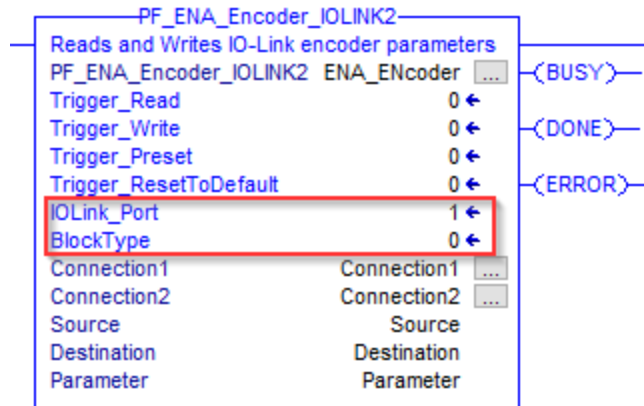 PF_ENA_Encoder_IOLINK2
Reads and Writes IO-Link encoder parameters
PF_ENA_Encoder_IOLINK2 ENA_ENcoder ... (BUSY)
Trigger_Read 0
Trigger_Write 0 (DONE)
Trigger_Preset 0
Trigger_ResetToDefault 0 (ERROR)
IOLink_Port 1
BlockType 0
Connection1 Connection1 ...
Connection2 Connection2 ...
Source Source
Destination Destination
Parameter Parameter